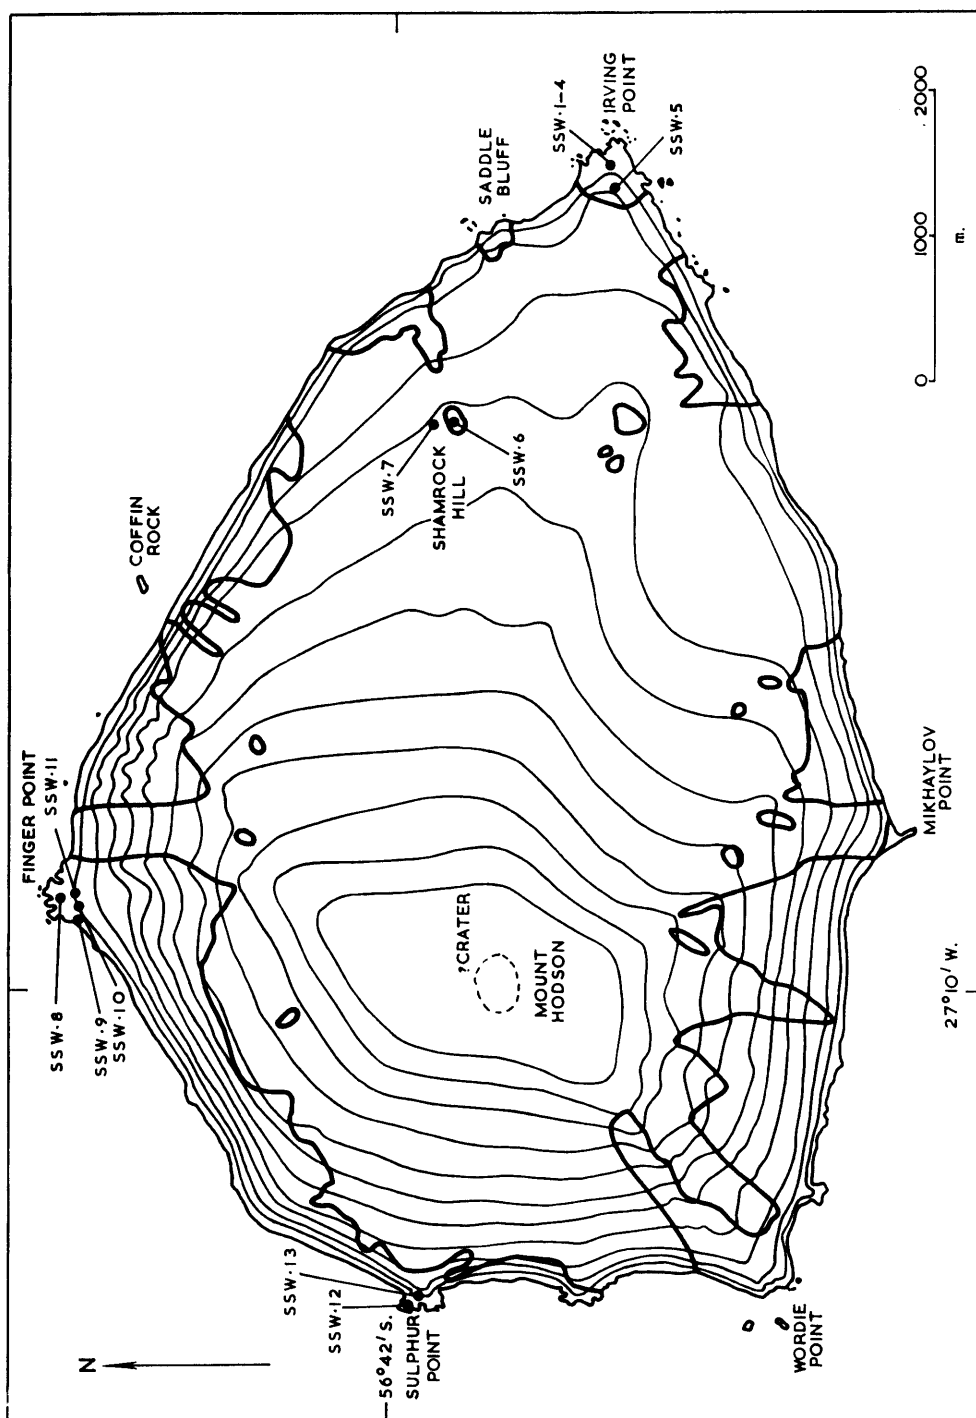 N
56°42′S.
SULPHUR
POINT
SSW·12
SSW·13
SSW·8
SSW·9
SSW·10
FINGER POINT
SSW·11
COFFIN
ROCK
SSW·7
SHAMROCK
HILL
SSW·6
SADDLE
BLUFF
SSW·1-4
IRVING
POINT
SSW·5
?CRATER
MOUNT
HODSON
WORDIE
POINT
27°10′W.
MIKHAYLOV
POINT
0
1000
2000
m.